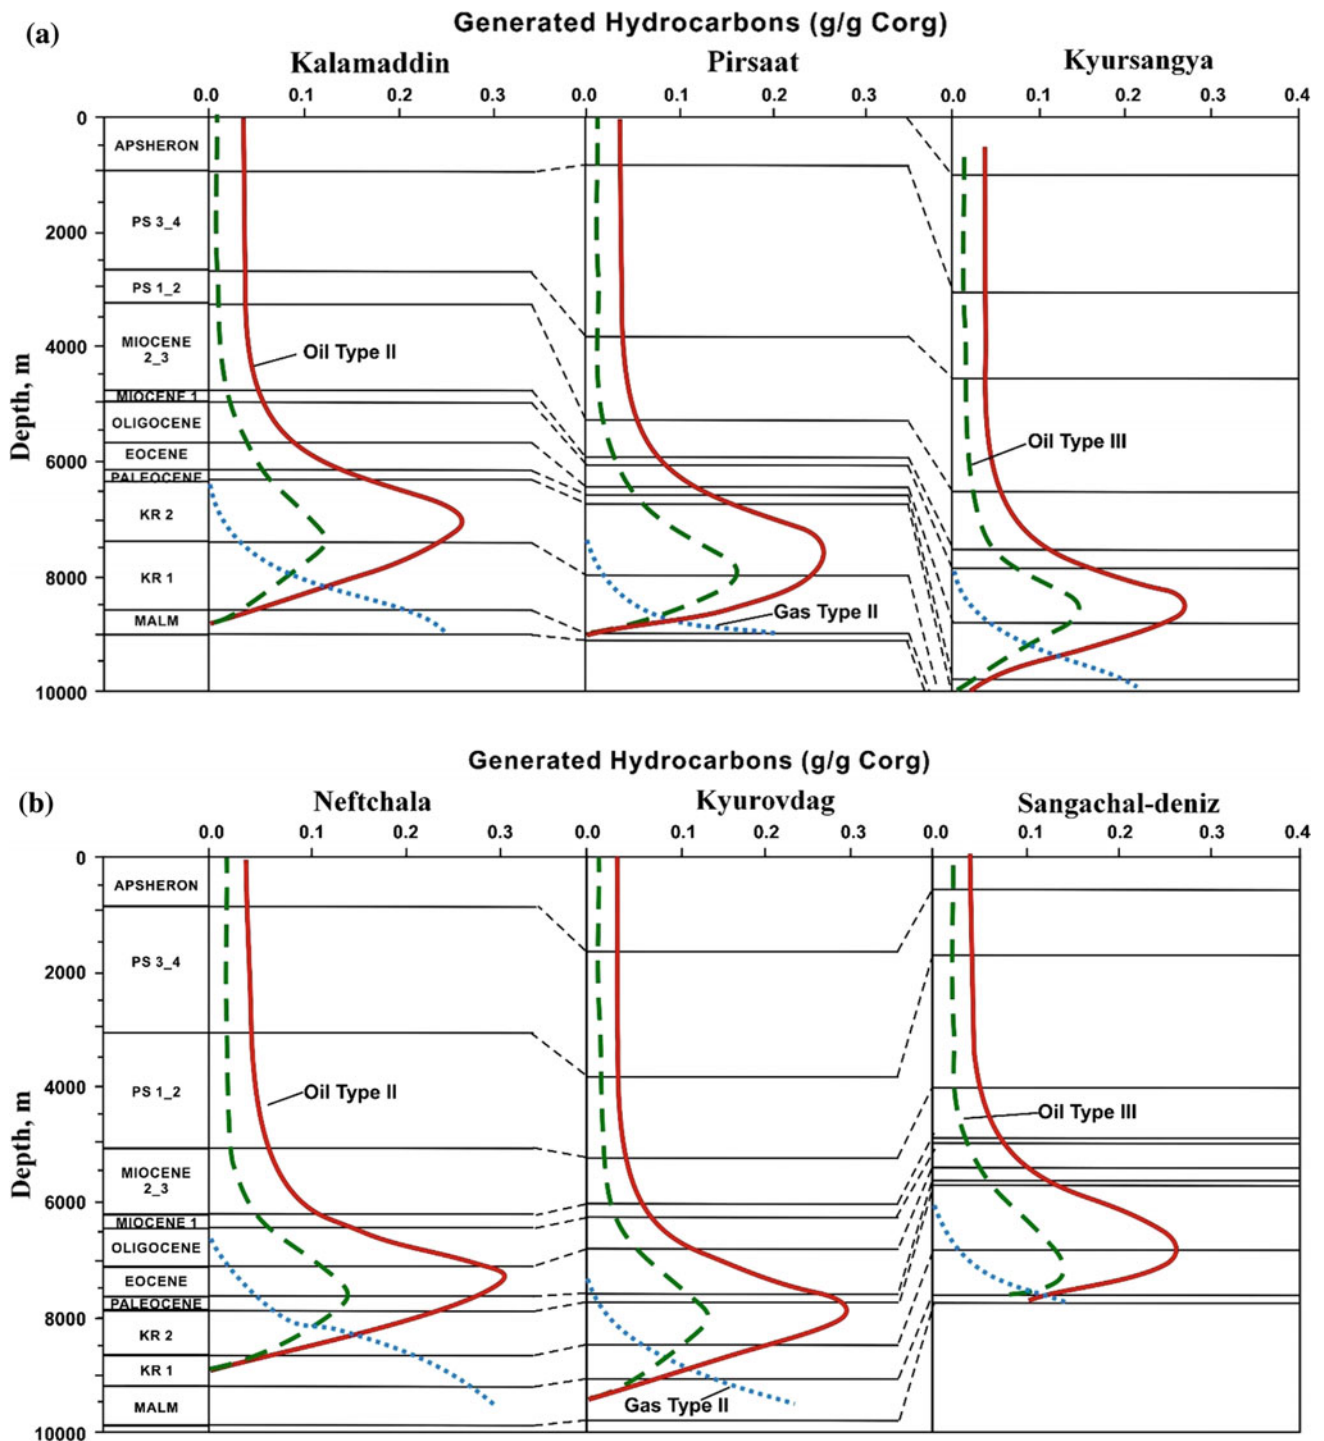 (a)
Generated Hydrocarbons (g/g Corg)
Kalamaddin Pirsaat Kyursangya
0.0 0.1 0.2 0.3 0.0 0.1 0.2 0.3 0.0 0.1 0.2 0.3 0.4
Depth, m
0
2000
4000
6000
8000
10000
APSHERON
PS 3_4
PS 1_2
MIOCENE
2_3
MIOCENE 1
OLIGOCENE
EOCENE
PALEOCENE
KR 2
KR 1
MALM
Oil Type II
Gas Type II
Oil Type III
Generated Hydrocarbons (g/g Corg)
(b)
Neftchala Kyurovdag Sangachal-deniz
0.0 0.1 0.2 0.3 0.0 0.1 0.2 0.3 0.0 0.1 0.2 0.3 0.4
Depth, m
0
2000
4000
6000
8000
10000
APSHERON
PS 3_4
PS 1_2
MIOCENE
2_3
MIOCENE 1
OLIGOCENE
EOCENE
PALEOCENE
KR 2
KR 1
MALM
Oil Type II
Gas Type II
Oil Type III